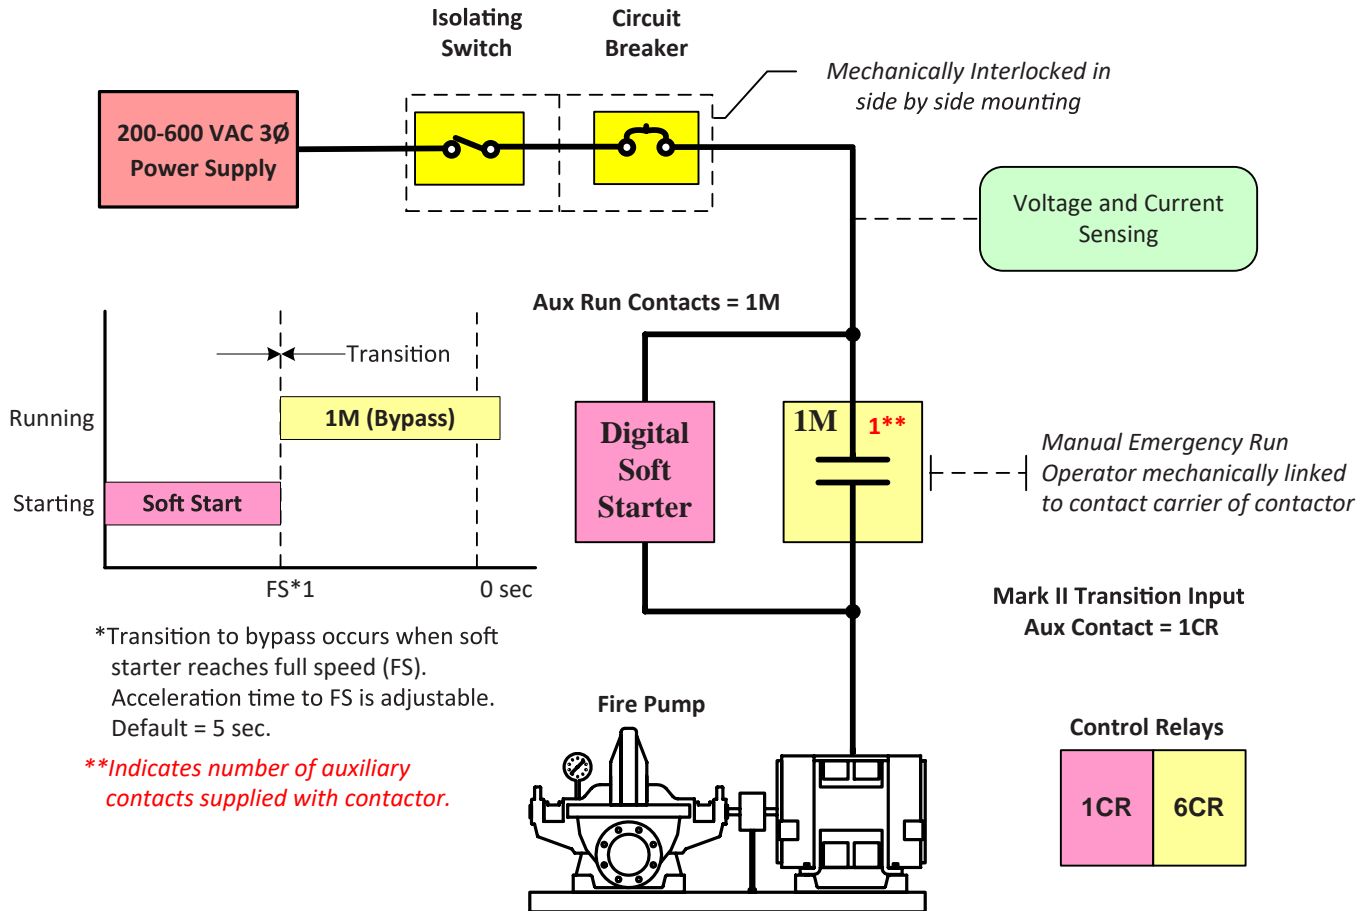 Isolating
Switch
Circuit
Breaker
Mechanically Interlocked in
side by side mounting
200-600 VAC 3Ø
Power Supply
Voltage and Current
Sensing
Aux Run Contacts = 1M
Transition
Running
1M (Bypass)
Starting
Soft Start
FS*1
0 sec
Digital
Soft
Starter
1M
1**
Manual Emergency Run
Operator mechanically linked
to contact carrier of contactor
Mark II Transition Input
Aux Contact = 1CR
*Transition to bypass occurs when soft
starter reaches full speed (FS).
Acceleration time to FS is adjustable.
Default = 5 sec.
**Indicates number of auxiliary
contacts supplied with contactor.
Fire Pump
Control Relays
1CR
6CR